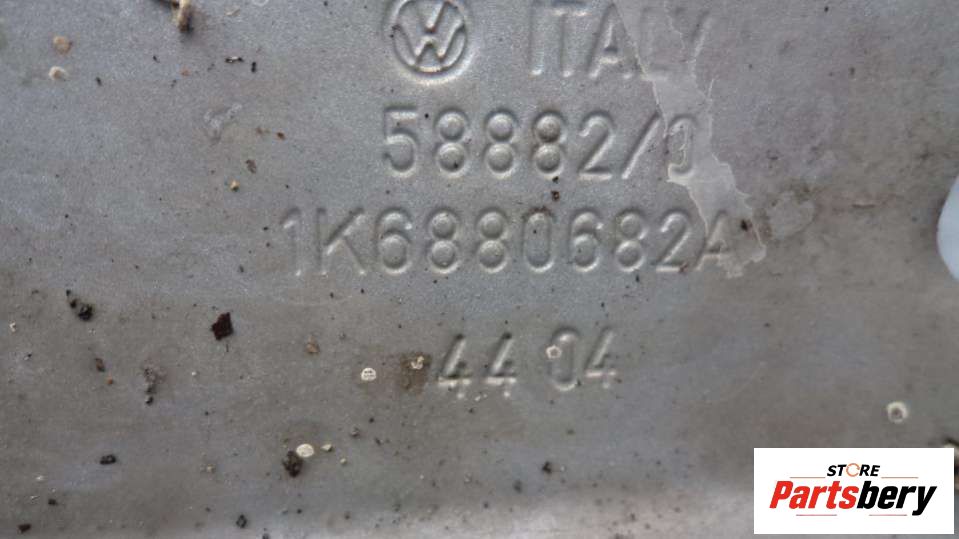 ITALY
58882/0
1K6880682A
44 04
STORE
Partsbery